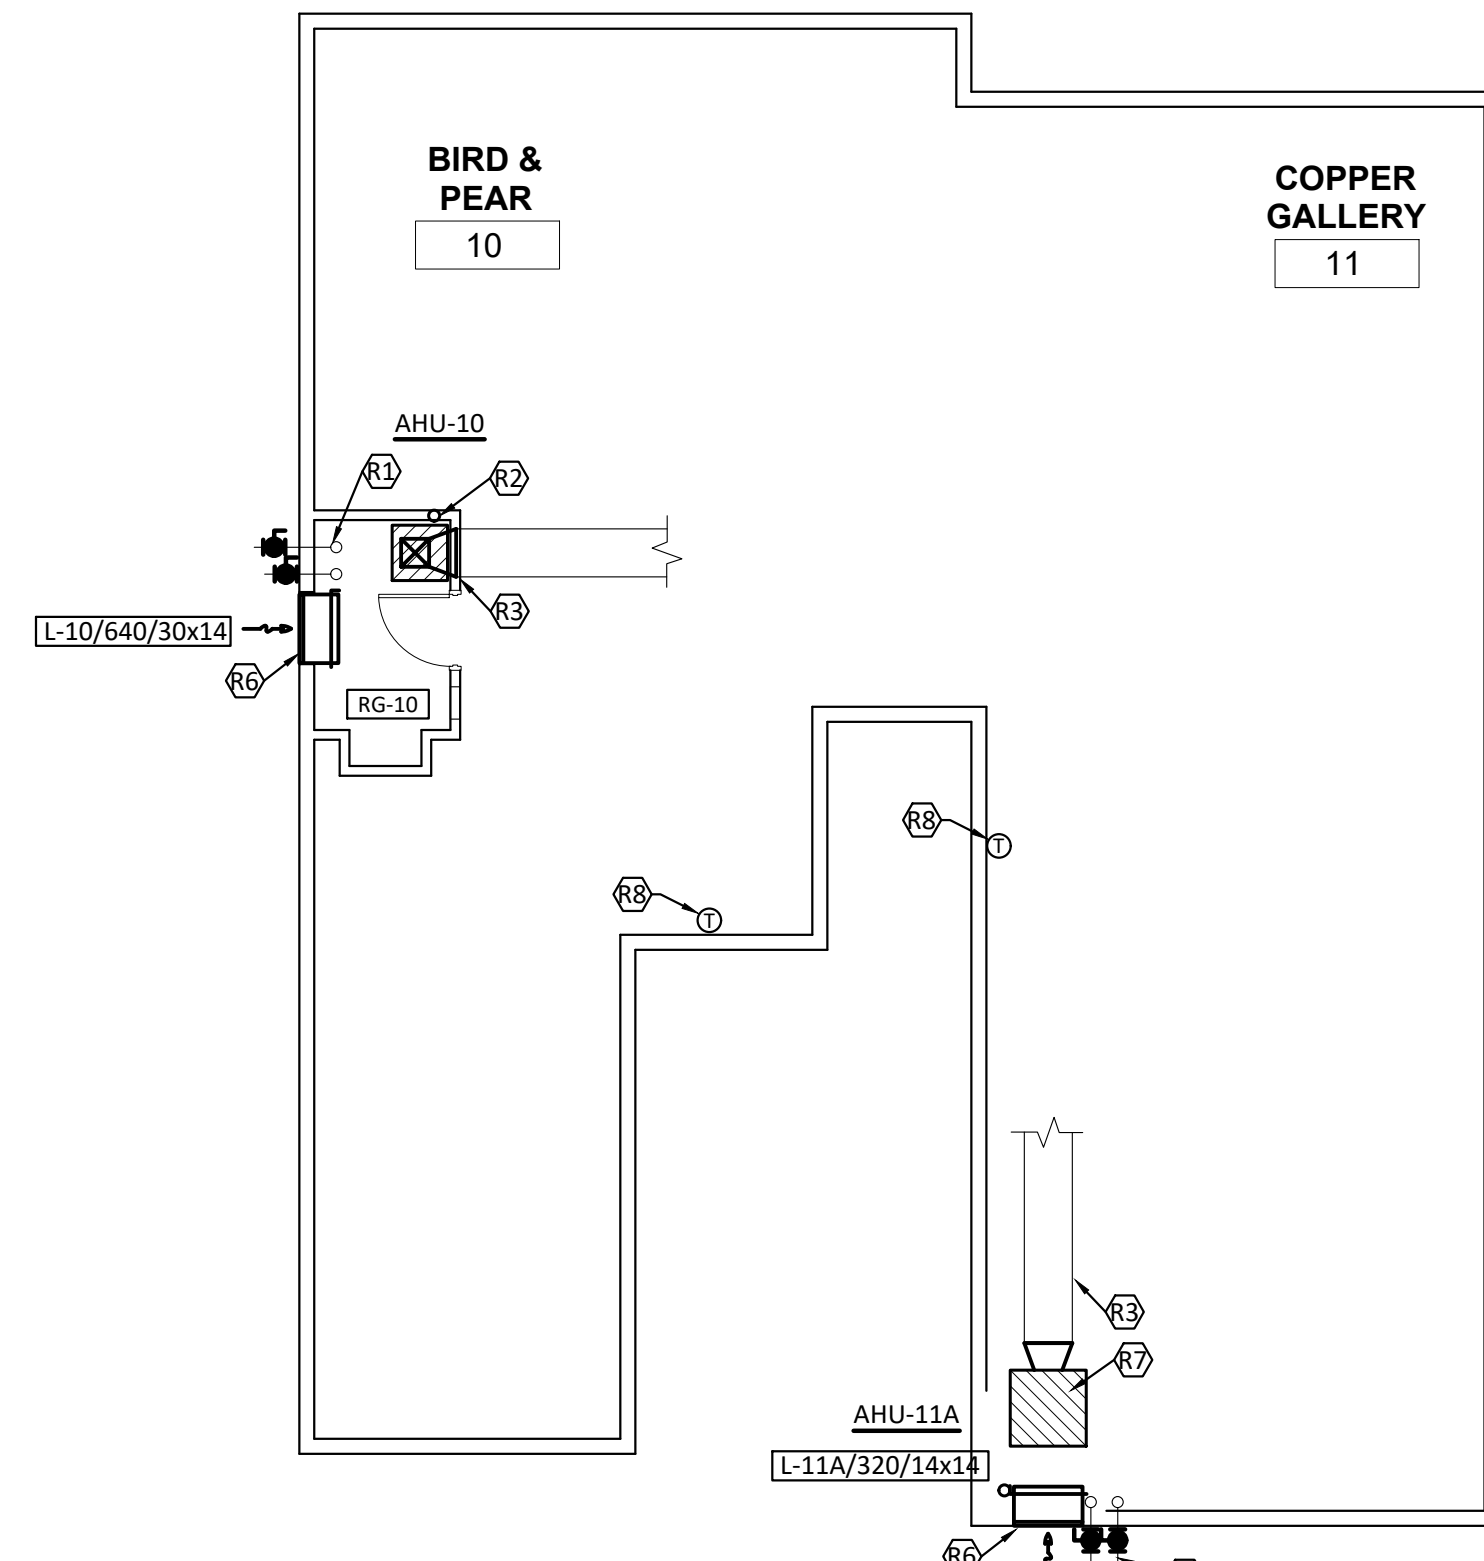 BIRD &
PEAR
10
COPPER
GALLERY
11
AHU-10
R1
R2
R3
L-10/640/30x14
R6
RG-10
R8
T
R8
T
R3
R7
AHU-11A
L-11A/320/14x14
R6